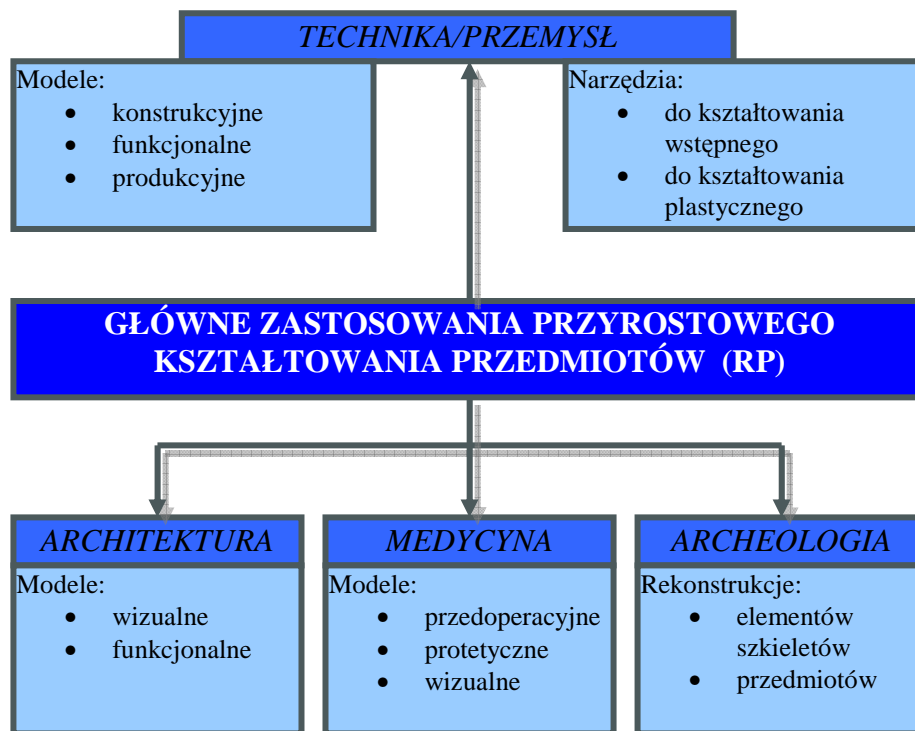 TECHNIKA/PRZEMYSŁ
Modele:
• konstrukcyjne
• funkcjonalne
• produkcyjne
Narzędzia:
• do kształtowania
wstępnego
• do kształtowania
plastycznego
GŁÓWNE ZASTOSOWANIA PRZYROSTOWEGO
KSZTAŁTOWANIA PRZEDMIOTÓW (RP)
ARCHITEKTURA
Modele:
• wizualne
• funkcjonalne
MEDYCYNA
Modele:
• przedoperacyjne
• protetyczne
• wizualne
ARCHEOLOGIA
Rekonstrukcje:
• elementów
szkieletów
• przedmiotów